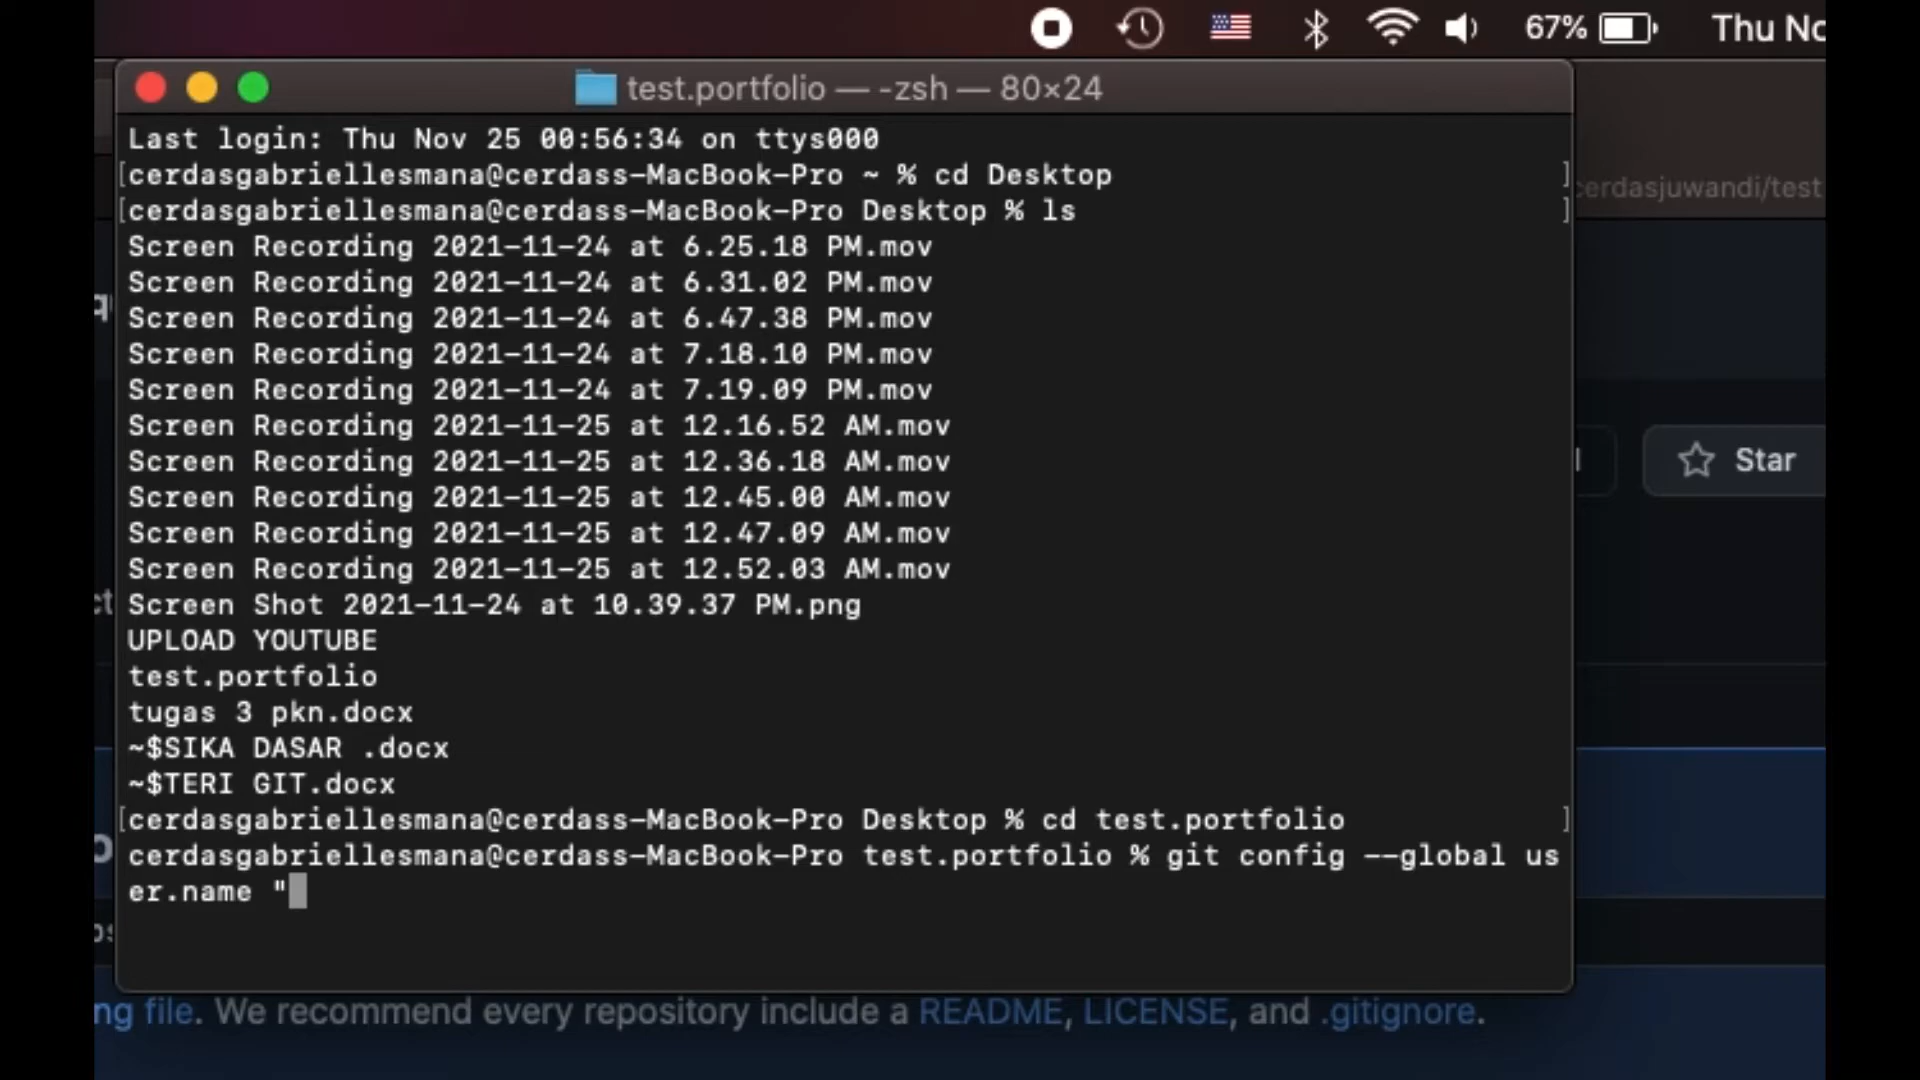 67%
Thu No
test.portfolio — -zsh — 80×24
Last login: Thu Nov 25 00:56:34 on ttys000
[cerdasgabriellesmana@cerdass-MacBook-Pro ~ % cd Desktop ]
[cerdasgabriellesmana@cerdass-MacBook-Pro Desktop % ls ]
Screen Recording 2021-11-24 at 6.25.18 PM.mov
Screen Recording 2021-11-24 at 6.31.02 PM.mov
Screen Recording 2021-11-24 at 6.47.38 PM.mov
Screen Recording 2021-11-24 at 7.18.10 PM.mov
Screen Recording 2021-11-24 at 7.19.09 PM.mov
Screen Recording 2021-11-25 at 12.16.52 AM.mov
Screen Recording 2021-11-25 at 12.36.18 AM.mov
Screen Recording 2021-11-25 at 12.45.00 AM.mov
Screen Recording 2021-11-25 at 12.47.09 AM.mov
Screen Recording 2021-11-25 at 12.52.03 AM.mov
Screen Shot 2021-11-24 at 10.39.37 PM.png
UPLOAD YOUTUBE
test.portfolio
tugas 3 pkn.docx
~$SIKA DASAR .docx
~$TERI GIT.docx
[cerdasgabriellesmana@cerdass-MacBook-Pro Desktop % cd test.portfolio ]
cerdasgabriellesmana@cerdass-MacBook-Pro test.portfolio % git config --global us
er.name "
cerdasjuwandi/test
Star
ng file. We recommend every repository include a README, LICENSE, and .gitignore.